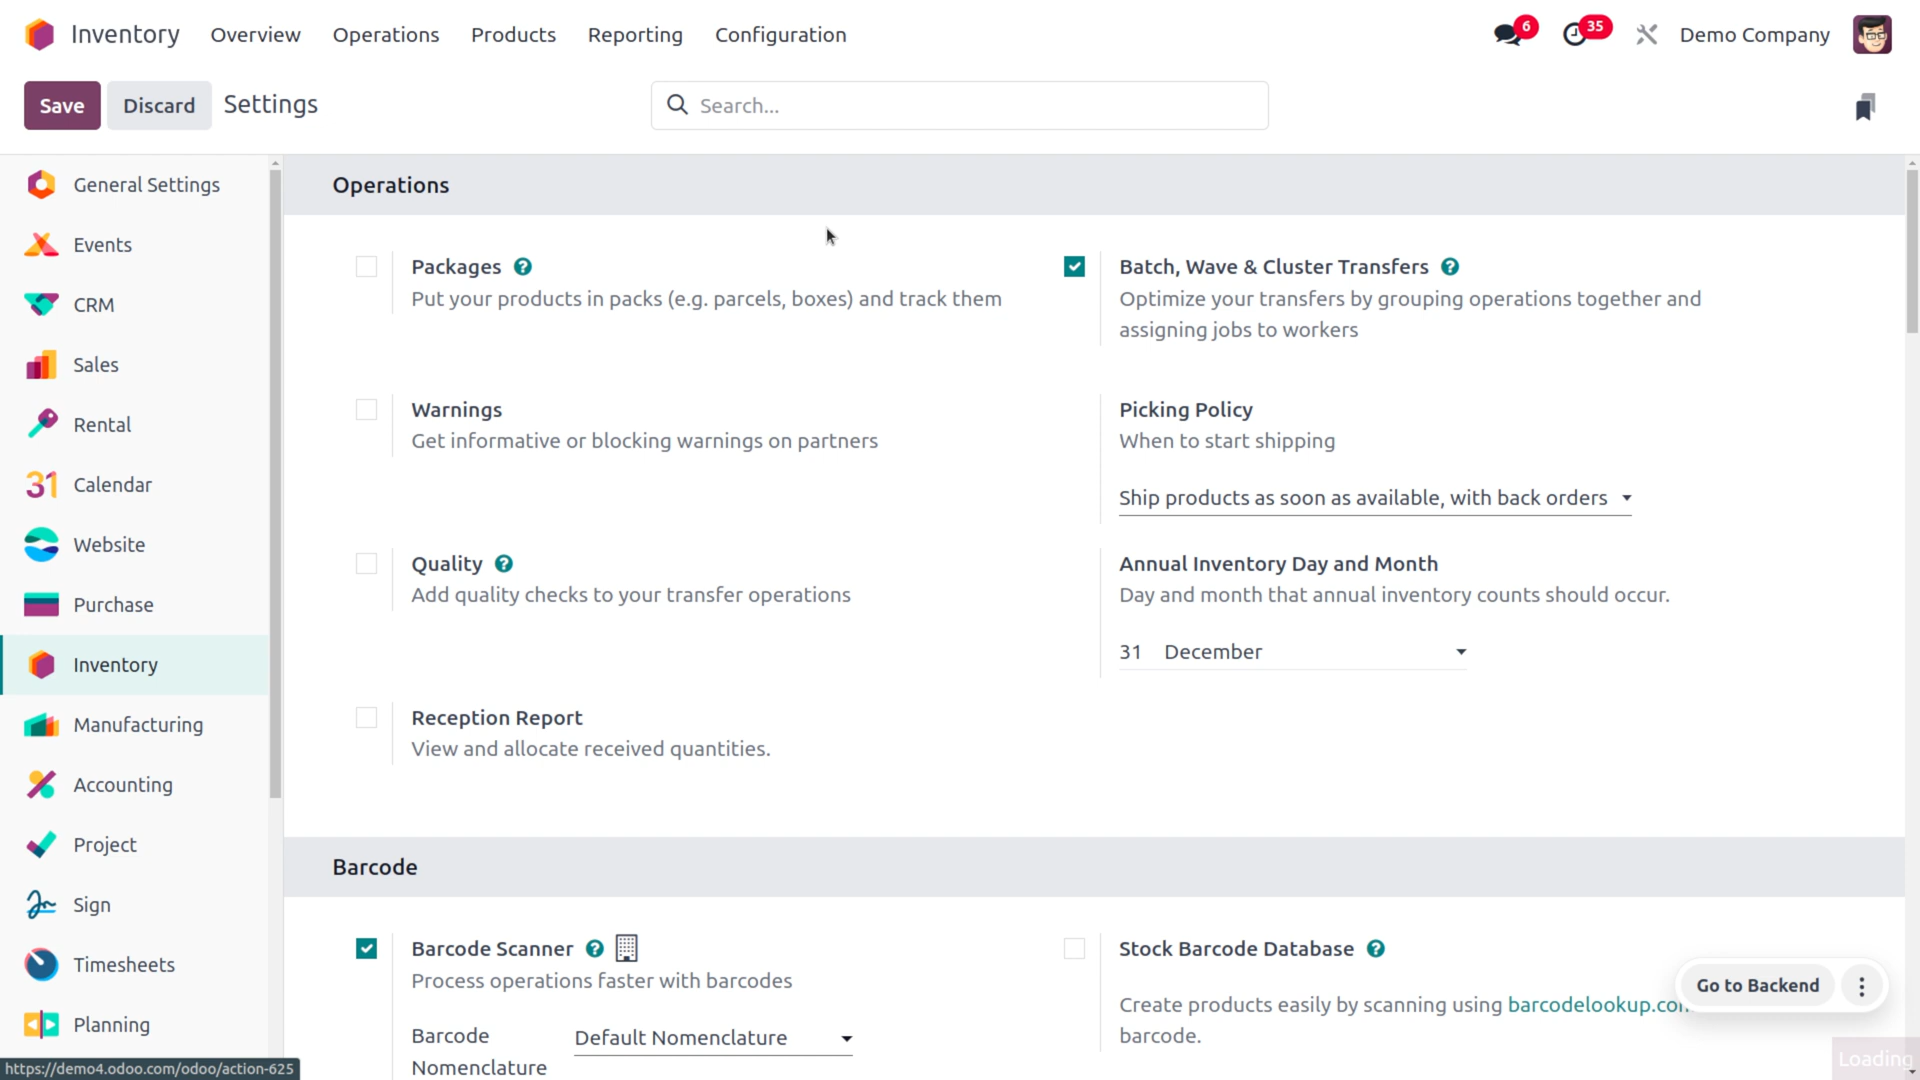 Inventory Overview Operations Products Reporting Configuration 6 35 Demo Company
Save Discard Settings Search...
General Settings
Events
CRM
Sales
Rental
31 Calendar
Website
Purchase
Inventory
Manufacturing
Accounting
Project
Sign
Timesheets
Planning
Operations
Packages ?
Put your products in packs (e.g. parcels, boxes) and track them
Batch, Wave & Cluster Transfers ?
Optimize your transfers by grouping operations together and
assigning jobs to workers
Warnings
Get informative or blocking warnings on partners
Picking Policy
When to start shipping
Ship products as soon as available, with back orders
Quality ?
Add quality checks to your transfer operations
Annual Inventory Day and Month
Day and month that annual inventory counts should occur.
31 December
Reception Report
View and allocate received quantities.
Barcode
Barcode Scanner ?
Process operations faster with barcodes
Barcode
Nomenclature
Default Nomenclature
Stock Barcode Database ?
Create products easily by scanning using barcodelookup.com
barcode.
Go to Backend
Loading
https://demo4.odoo.com/odoo/action-625